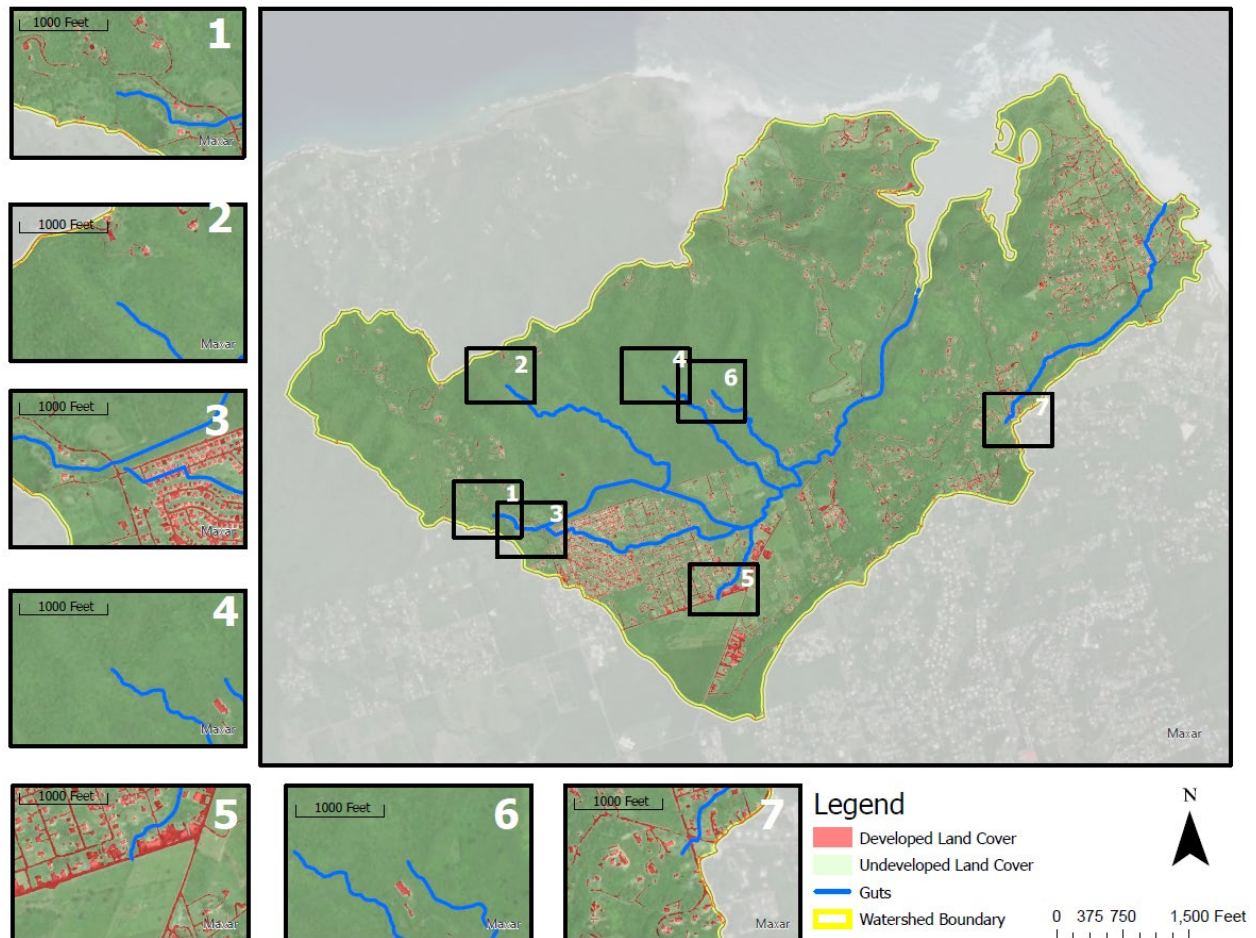 1000 Feet
1
Maxar
1000 Feet
2
Maxar
1000 Feet
3
Maxar
1000 Feet
4
Maxar
2
4
6
7
1
3
5
Maxar
1000 Feet
5
Maxar
1000 Feet
6
Maxar
1000 Feet
7
Maxar
Legend
Developed Land Cover
Undeveloped Land Cover
Guts
Watershed Boundary
N
0 375 750 1,500 Feet